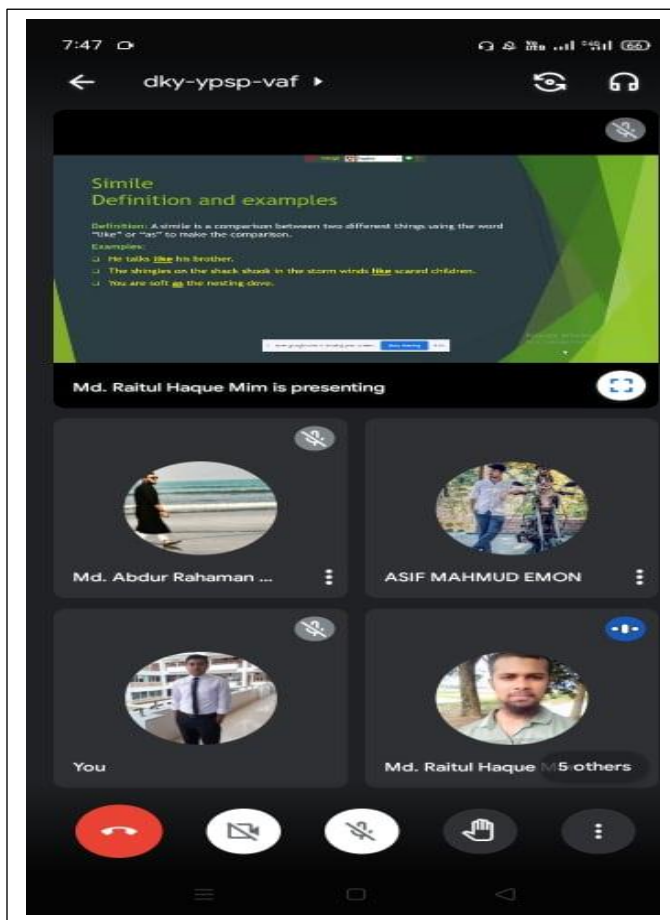 7:47
66
dky-ypsp-vaf
Simile
Definition and examples
Definition: A simile is a comparison between two different things using the word
"like" or "as" to make the comparison.
Examples:
He talks like his brother.
The shingles on the shack shook in the storm winds like scared children.
You are soft as the nesting dove.
Md. Raitul Haque Mim is presenting
Md. Abdur Rahaman ...
ASIF MAHMUD EMON
You
Md. Raitul Haque
5 others